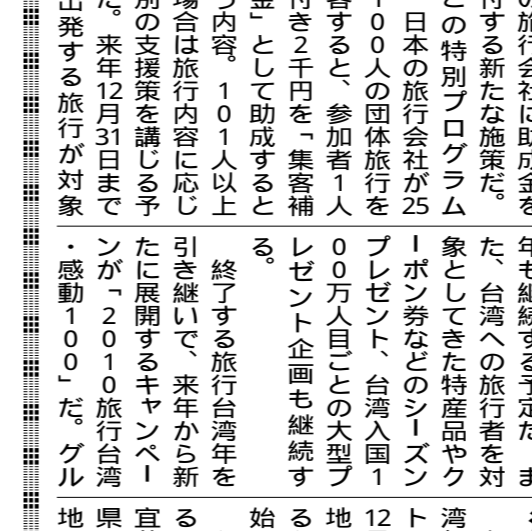 の旅行会社に助成金を
付する新たな施策だ。
の特別プログラム
日本の旅行会社が25
00人の団体旅行を
客すると、参加者1人
付き2千円を「集客補
金」として助成すると
内容。101人以上
場合は旅行内容に応じ
別の支援策を講じる予
。来年12月31日まで
出発する旅行が対象
年も継続する予定だ。ま
た、台湾への旅行者を対
象としてきた特産品やク
ーポン券などのシーズン
プレゼント、台湾入国1
00万人目ごとの大型プ
レゼント企画も継続す
る。
終了する旅行台湾年を
引き継いで、来年から新
たに展開するキャンペー
ンが「2010旅行台湾
・感動100」だ。グル
湾
ト
12
地
る
始
る
宜
県
地